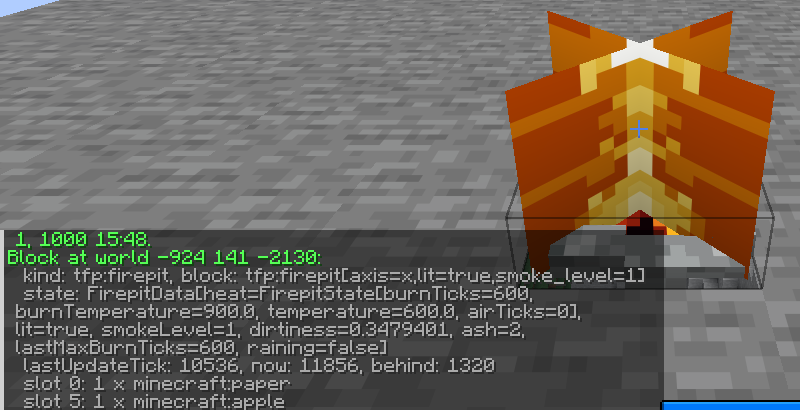 1, 1000 15:48.
Block at world -924 141 -2130:
kind: tfp:firepit, block: tfp:firepit[axis=x,lit=true,smoke_level=1]
state: FirepitData[heat=FirepitState[burnTicks=600,
burnTemperature=900.0, temperature=600.0, airTicks=0],
lit=true, smokeLevel=1, dirtiness=0.3479401, ash=2,
lastMaxBurnTicks=600, raining=false]
lastUpdateTick: 10536, now: 11856, behind: 1320
slot 0: 1 x minecraft:paper
slot 5: 1 x minecraft:apple